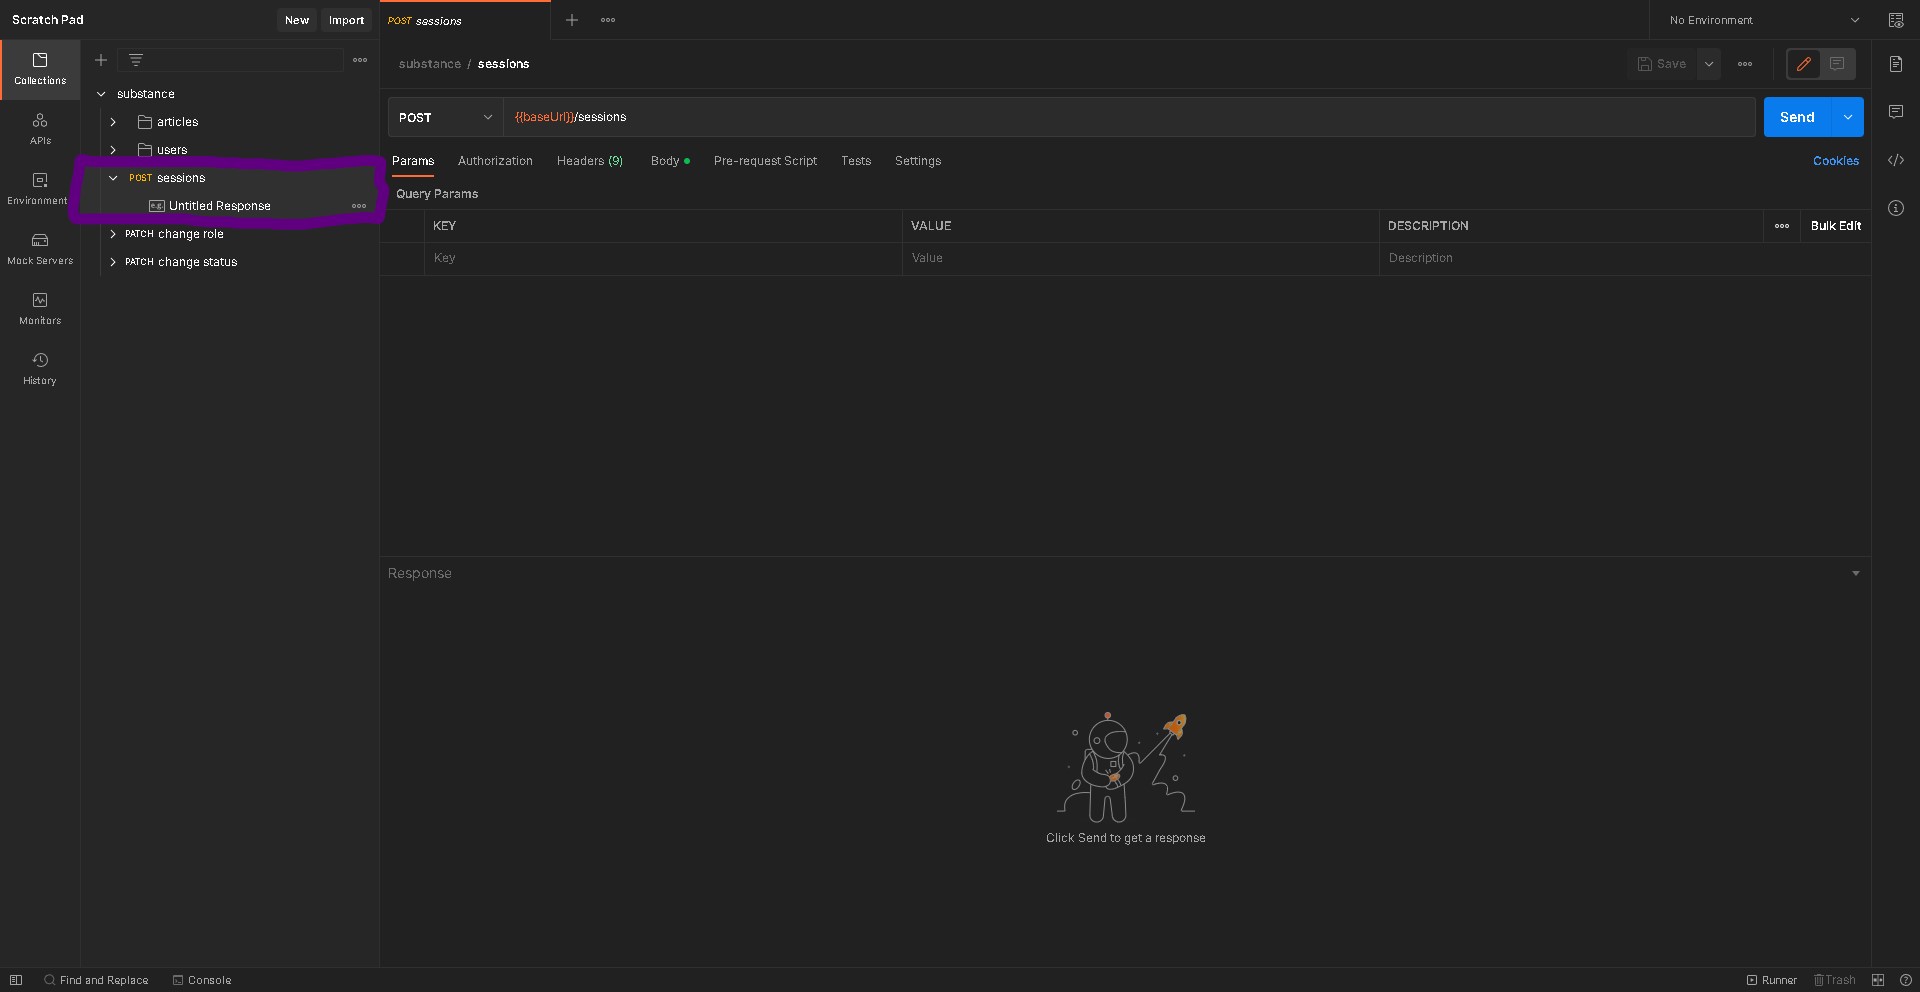 Scratch Pad
New
Import
POST sessions
No Environment
Collections
APIs
Environment
Mock Servers
Monitors
History
substance
articles
users
POST sessions
e.g. Untitled Response
PATCH change role
PATCH change status
substance / sessions
Save
POST
{{baseUrl}}/sessions
Send
Params
Authorization
Headers (9)
Body
Pre-request Script
Tests
Settings
Cookies
Query Params
KEY
VALUE
DESCRIPTION
Bulk Edit
Key
Value
Description
Response
Click Send to get a response
Find and Replace
Console
Runner
Trash